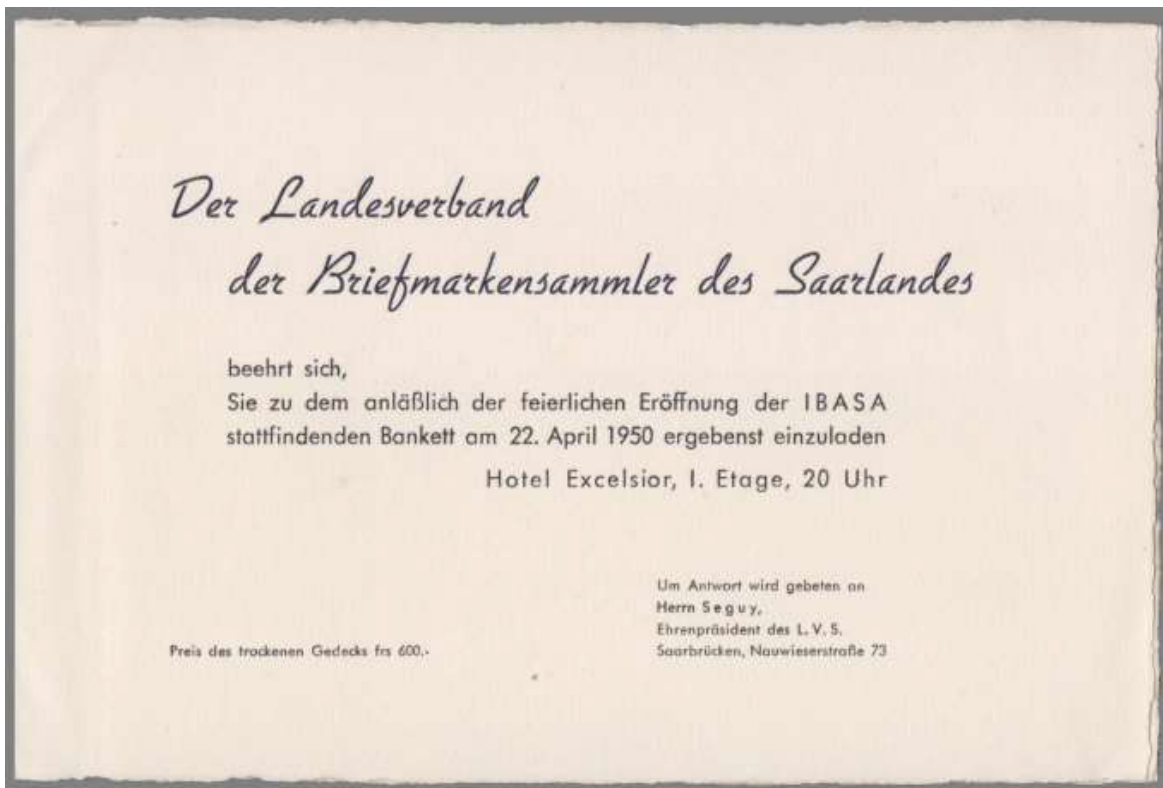 Der Landesverband
der Briefmarkensammler des Saarlandes
beehrt sich,
Sie zu dem anläßlich der feierlichen Eröffnung der IBASA
stattfindenden Bankett am 22. April 1950 ergebenst einzuladen
Hotel Excelsior, I. Etage, 20 Uhr
Um Antwort wird gebeten an
Herrn Seguy,
Ehrenpräsident des L. V. S.
Saarbrücken, Nauwieserstraße 73
Preis des trockenen Gedecks frs 600.-